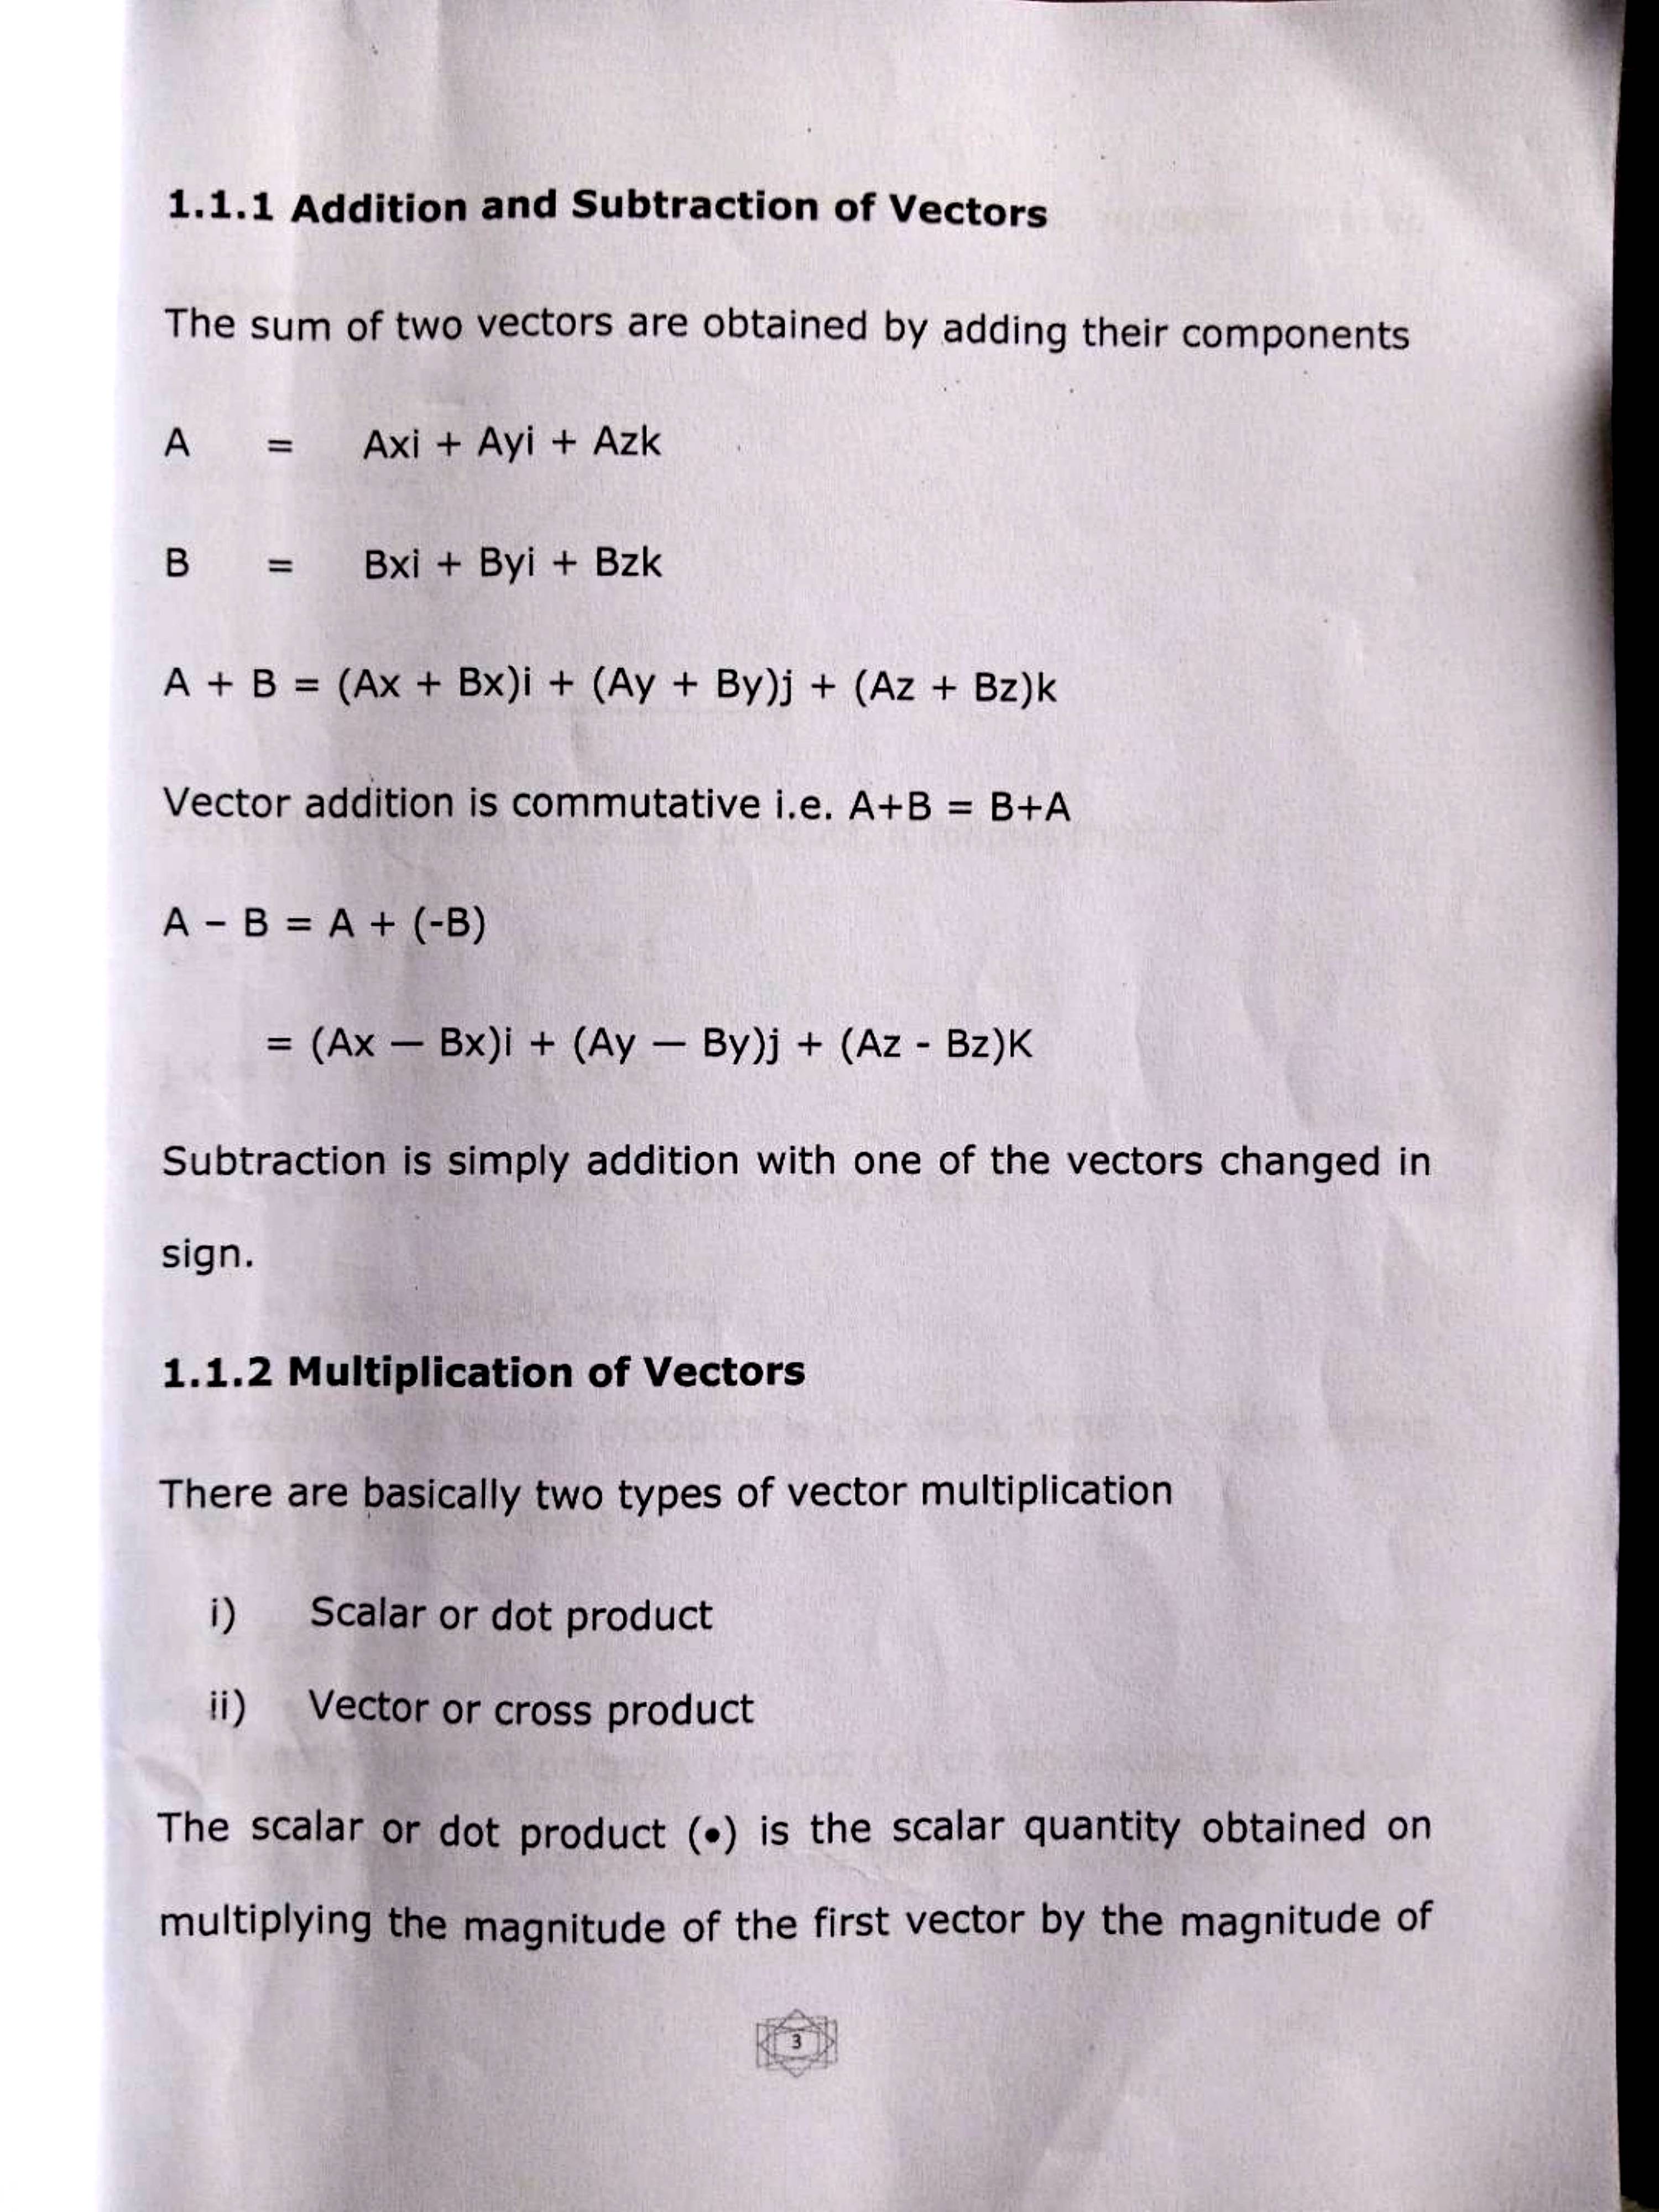 1.1.1 Addition and Subtraction of Vectors
The sum of two vectors are obtained by adding their components
A = Axi + Ayi + Azk
B = Bxi + Byi + Bzk
A + B = (Ax + Bx)i + (Ay + By)j + (Az + Bz)k
Vector addition is commutative i.e. A+B = B+A
A – B = A + (-B)
= (Ax — Bx)i + (Ay — By)j + (Az - Bz)K
Subtraction is simply addition with one of the vectors changed in
sign.
1.1.2 Multiplication of Vectors
There are basically two types of vector multiplication
i) Scalar or dot product
ii) Vector or cross product
The scalar or dot product (•) is the scalar quantity obtained on
multiplying the magnitude of the first vector by the magnitude of
3